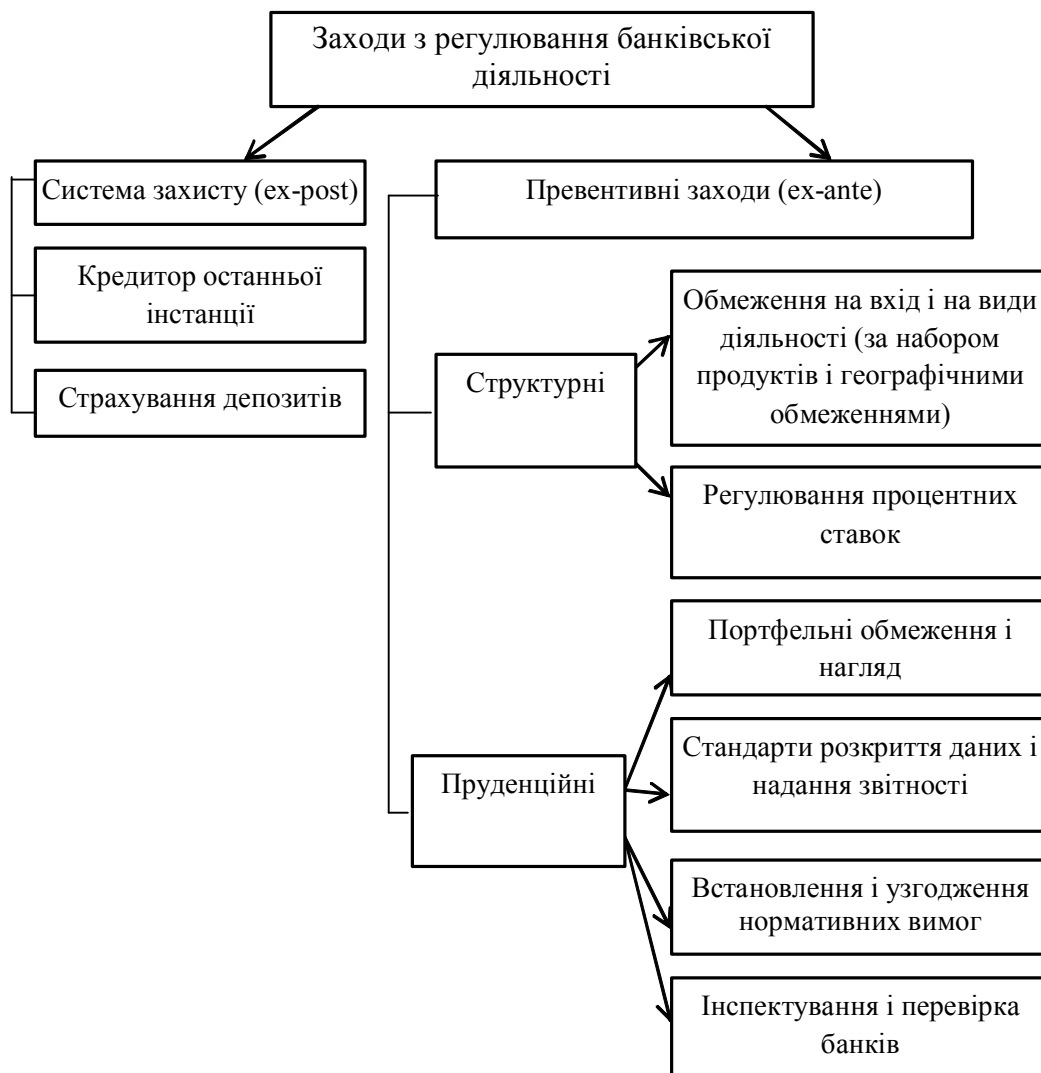 Заходи з регулювання банківської
діяльності
Система захисту (ex-post)
Превентивні заходи (ex-ante)
Кредитор останньої
інстанції
Страхування депозитів
Структурні
Обмеження на вхід і на види
діяльності (за набором
продуктів і географічними
обмеженнями)
Регулювання процентних
ставок
Пруденційні
Портфельні обмеження і
нагляд
Стандарти розкриття даних і
надання звітності
Встановлення і узгодження
нормативних вимог
Інспектування і перевірка
банків